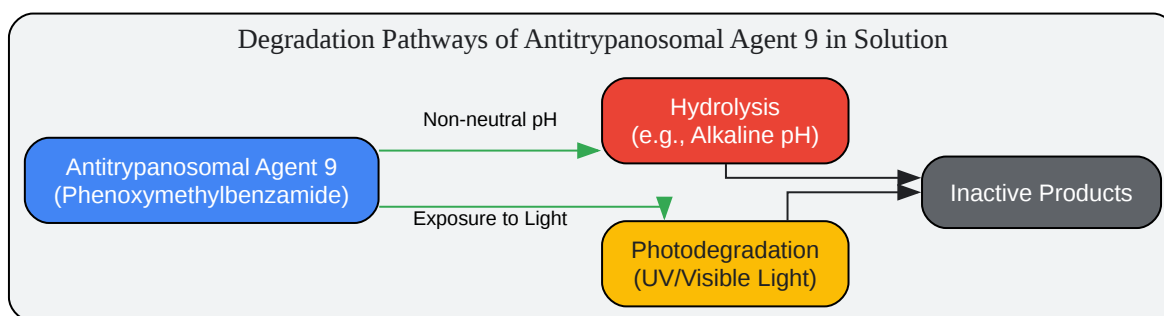 Degradation Pathways of Antitrypanosomal Agent 9 in Solution
Antitrypanosomal Agent 9
(Phenoxymethylbenzamide)
Non-neutral pH
Exposure to Light
Hydrolysis
(e.g., Alkaline pH)
Photodegradation
(UV/Visible Light)
Inactive Products